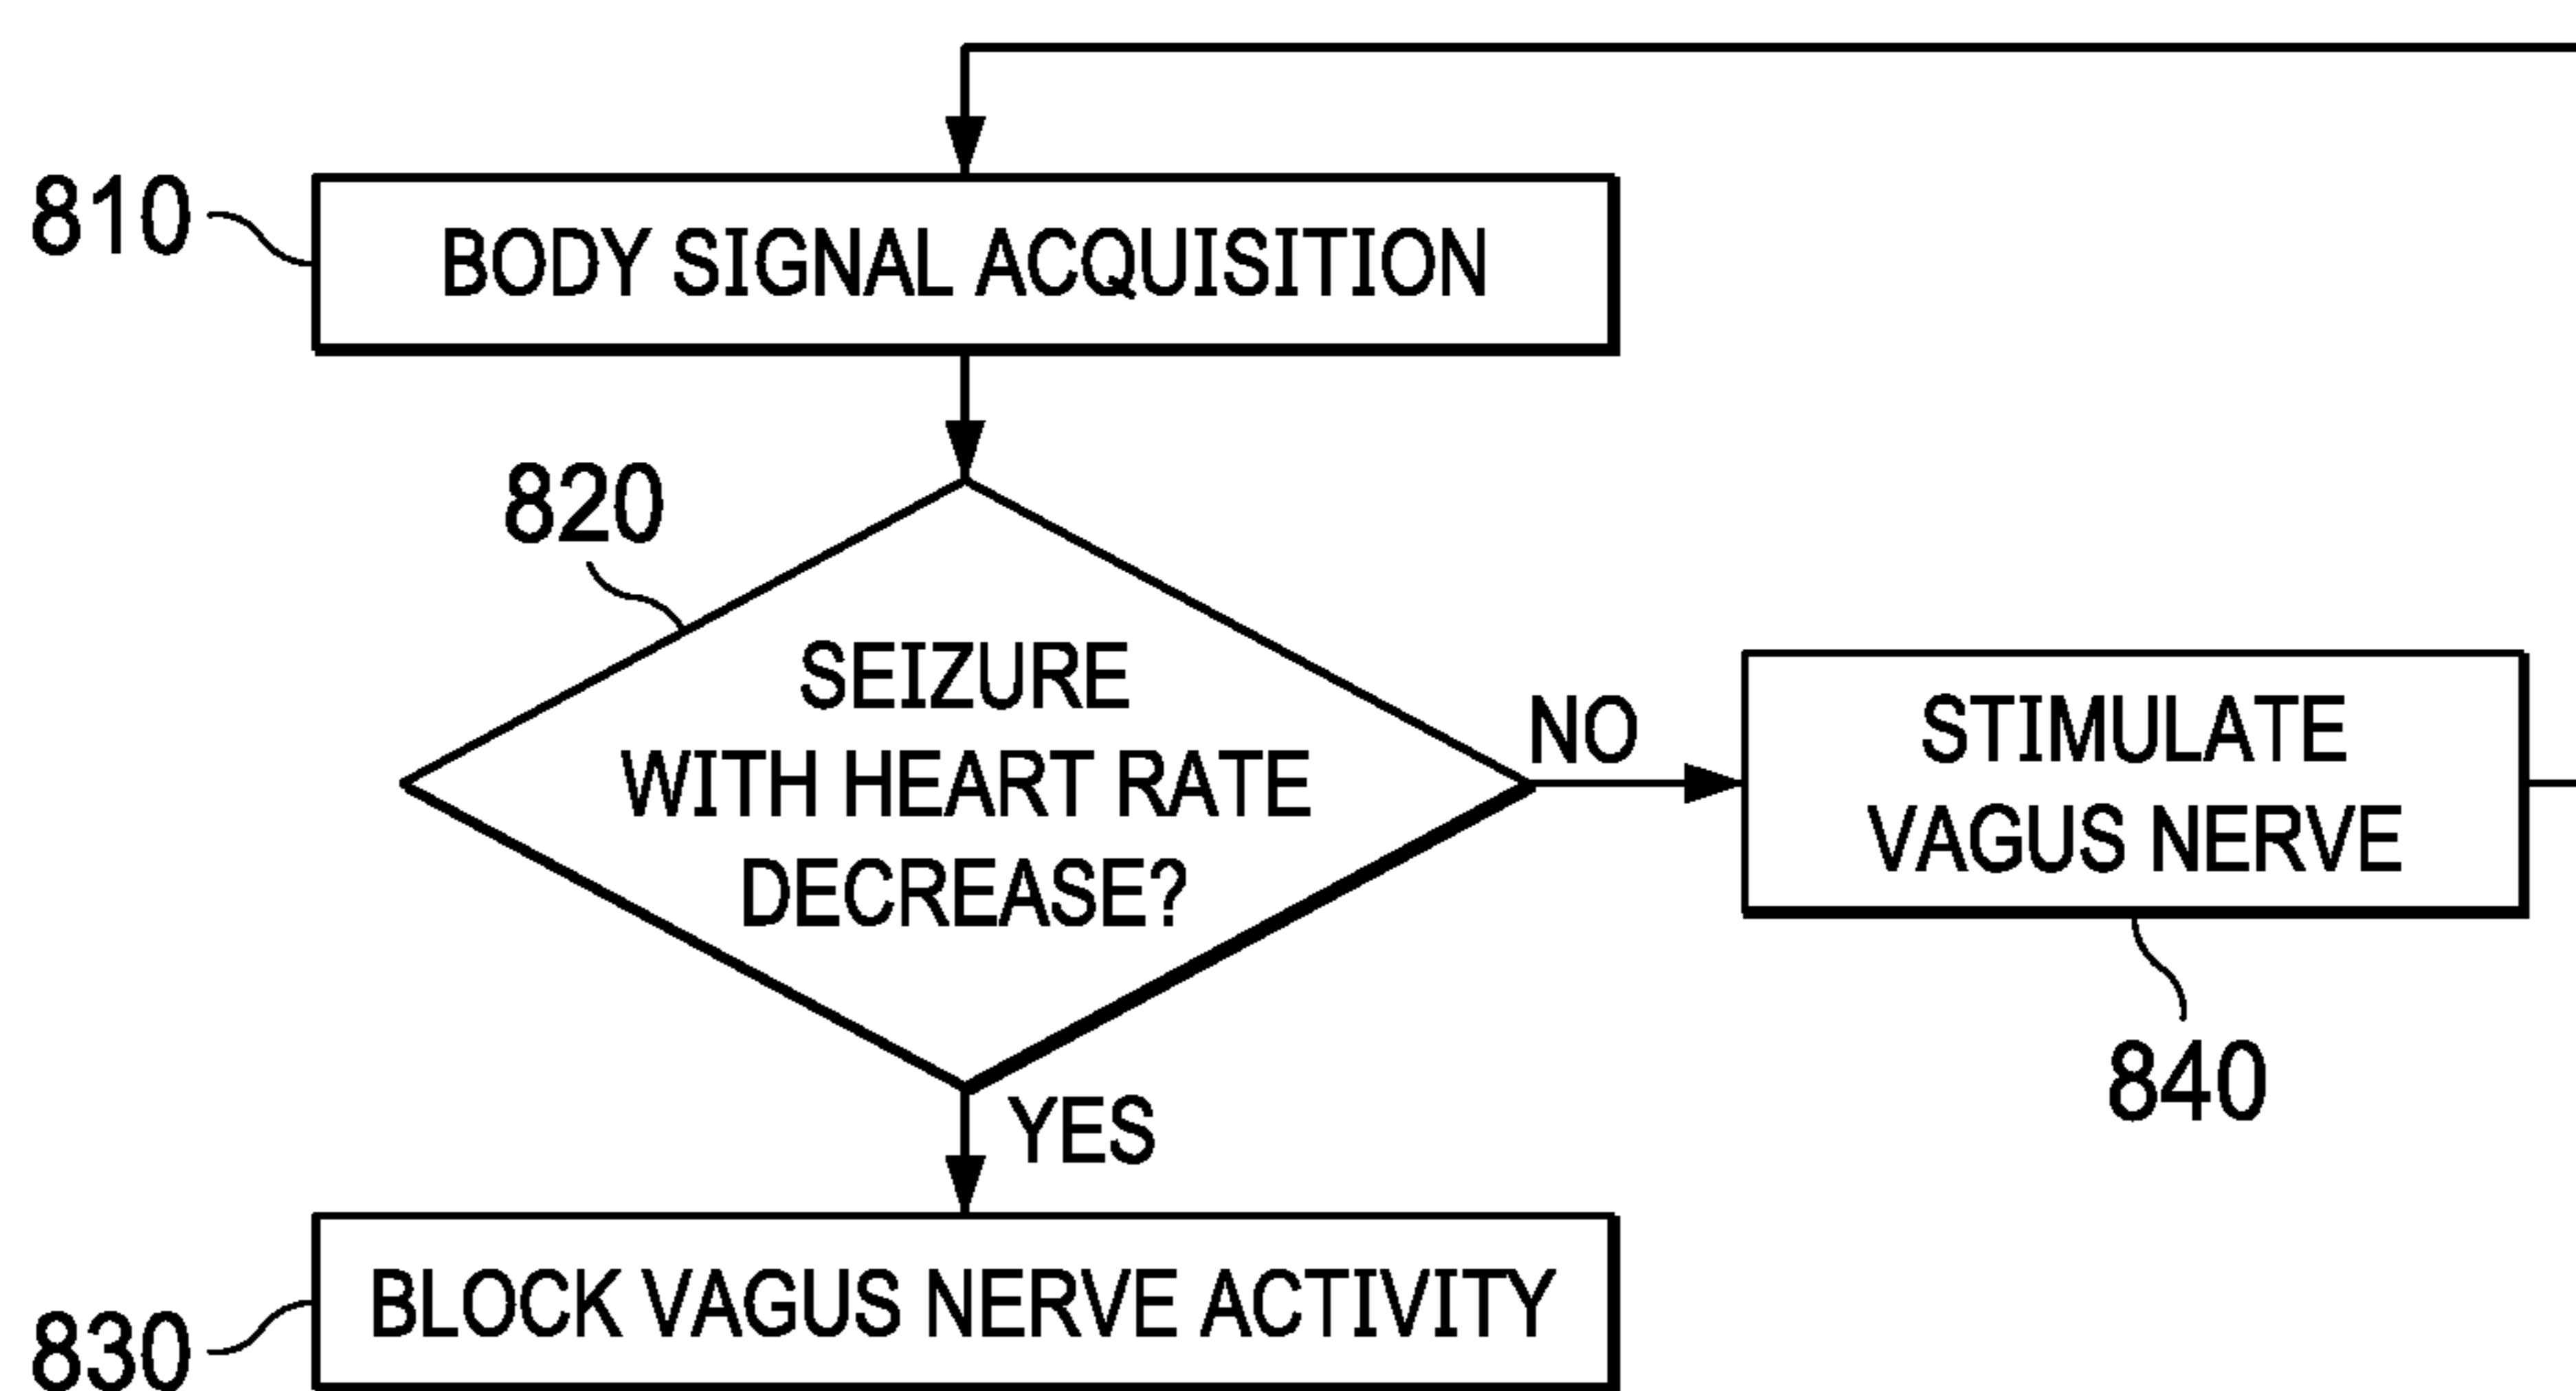 810
BODY SIGNAL ACQUISITION
820
SEIZURE
WITH HEART RATE
DECREASE?
NO
STIMULATE
VAGUS NERVE
840
YES
830
BLOCK VAGUS NERVE ACTIVITY